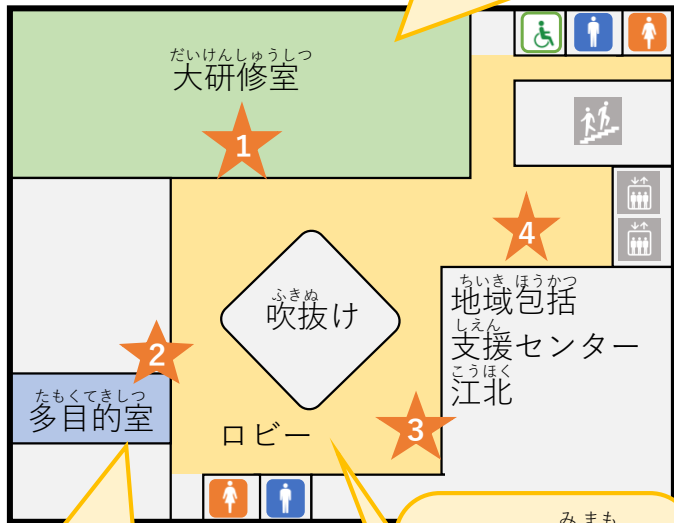 だいけんしゅうしつ
大研修室
1
4
ちいき ほうかつ
地域包括
しえん
支援センター
こうほく
江北
ふきぬ
吹抜け
2
たもくてきしつ
多目的室
3
ロビー
みまも